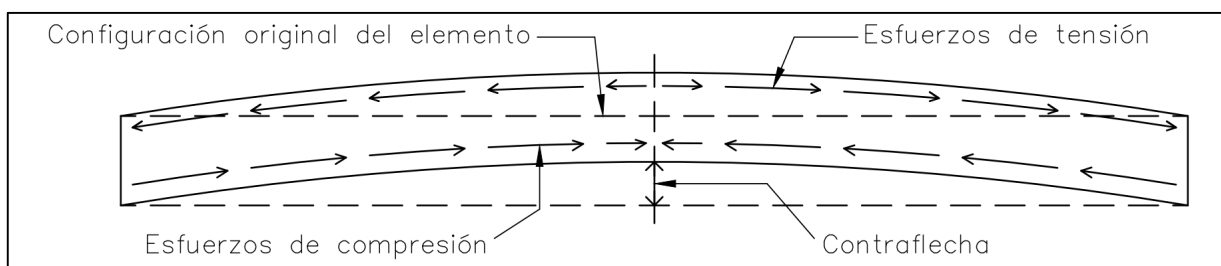 Configuración original del elemento
Esfuerzos de tensión
Esfuerzos de compresión
Contraflecha